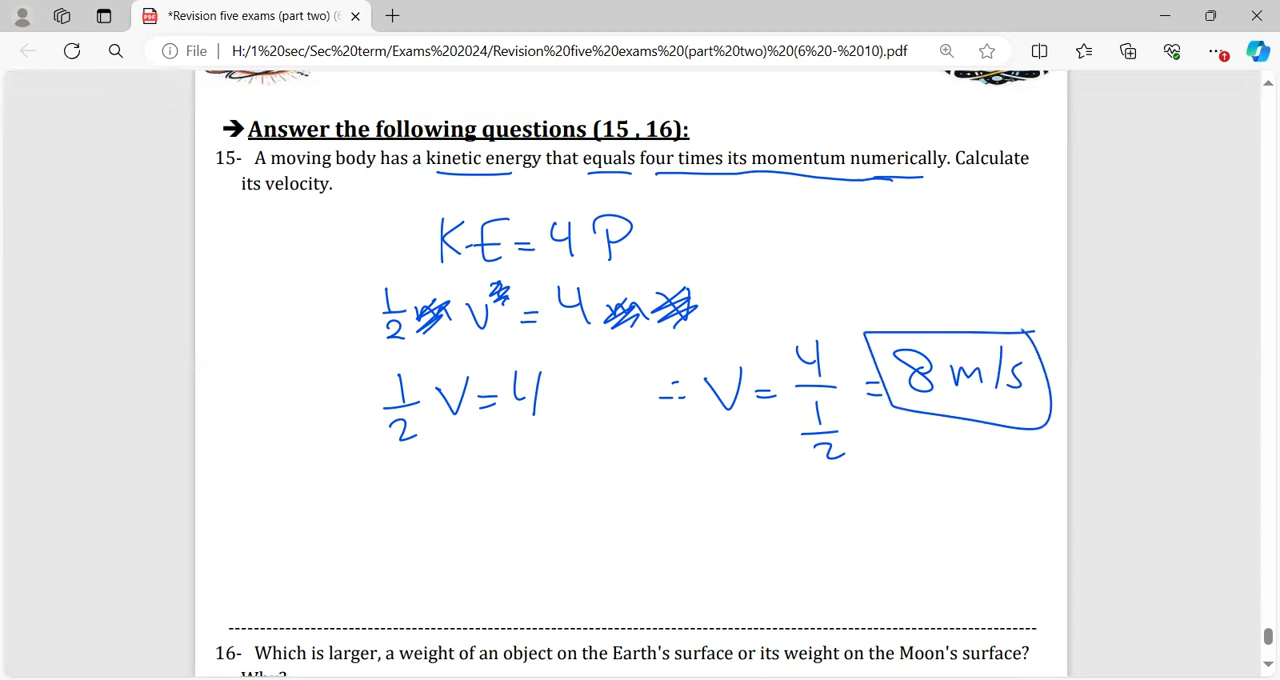 *Revision five exams (part two) (6
File H:/1%20sec/Sec%20term/Exams%202024/Revision%20five%20exams%20(part%20two)%20(6%20-%2010).pdf
➔ Answer the following questions (15 , 16):
15- A moving body has a kinetic energy that equals four times its momentum numerically. Calculate
its velocity.
K.E = 4 P
1/2 m v² = 4 m v
1/2 V = 4 ∴ V = 4/(1/2) = 8 m/s
16- Which is larger, a weight of an object on the Earth's surface or its weight on the Moon's surface?
Why?